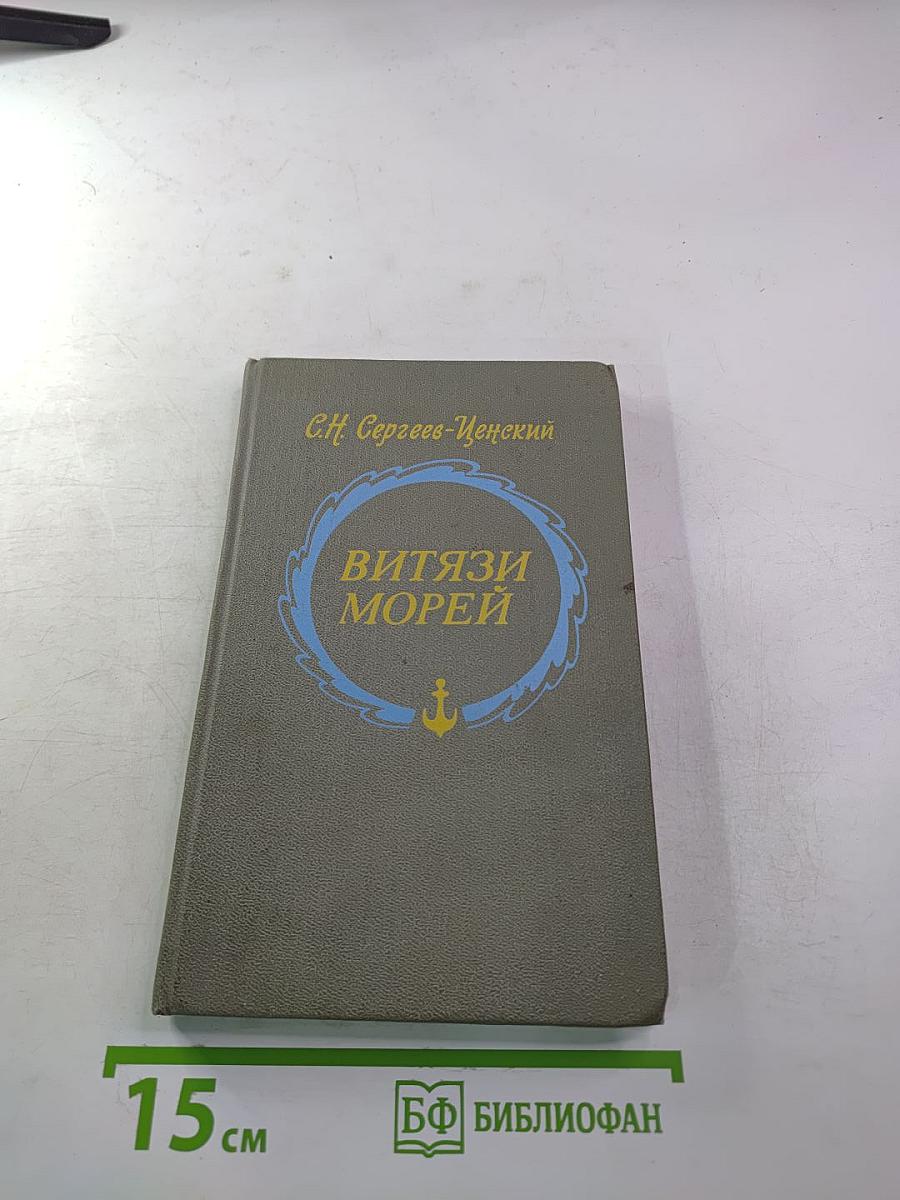 С.Н. Сергеев-Ценский
ВИТЯЗИ
МОРЕЙ
15 см
БФ БИБЛИОФАН